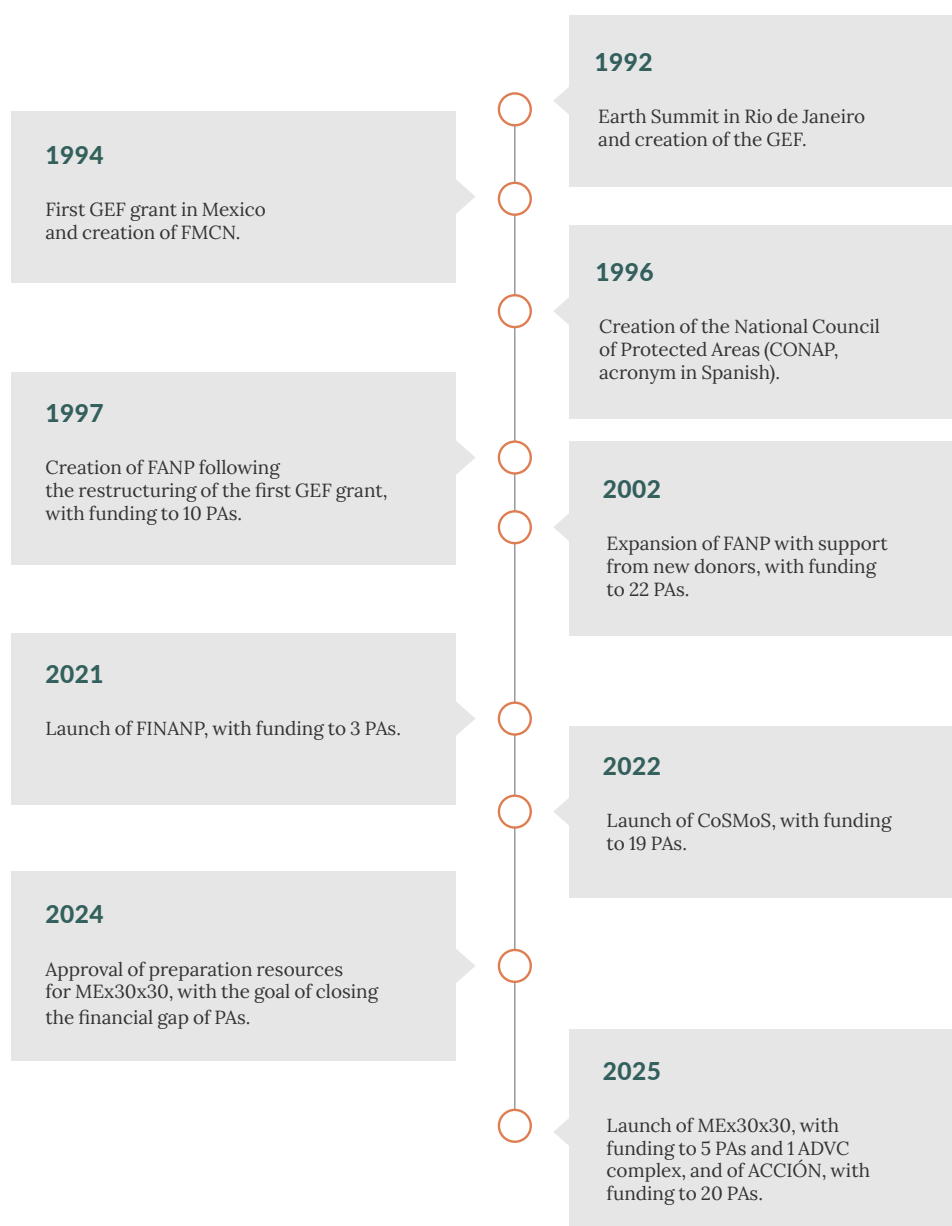 1992
Earth Summit in Rio de Janeiro
and creation of the GEF.
1994
First GEF grant in Mexico
and creation of FMCN.
1996
Creation of the National Council
of Protected Areas (CONAP,
acronym in Spanish).
1997
Creation of FANP following
the restructuring of the first GEF grant,
with funding to 10 PAs.
2002
Expansion of FANP with support
from new donors, with funding
to 22 PAs.
2021
Launch of FINANP, with funding to 3 PAs.
2022
Launch of CoSMoS, with funding
to 19 PAs.
2024
Approval of preparation resources
for MEx30x30, with the goal of closing
the financial gap of PAs.
2025
Launch of MEx30x30, with
funding to 5 PAs and 1 ADVC
complex, and of ACCIÓN, with
funding to 20 PAs.